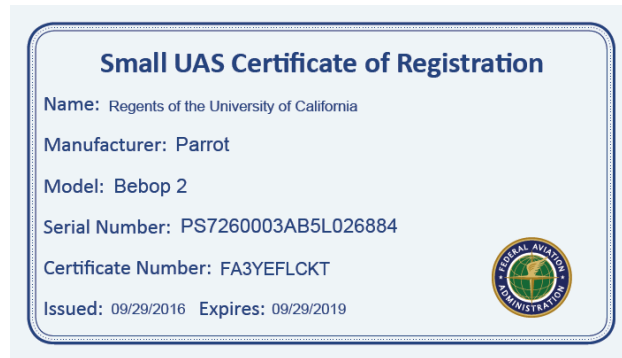 Small UAS Certificate of Registration
Name: Regents of the University of California
Manufacturer: Parrot
Model: Bebop 2
Serial Number: PS7260003AB5L026884
Certificate Number: FA3YEFLCKT
Issued: 09/29/2016 Expires: 09/29/2019
FEDERAL AVIATION
ADMINISTRATION